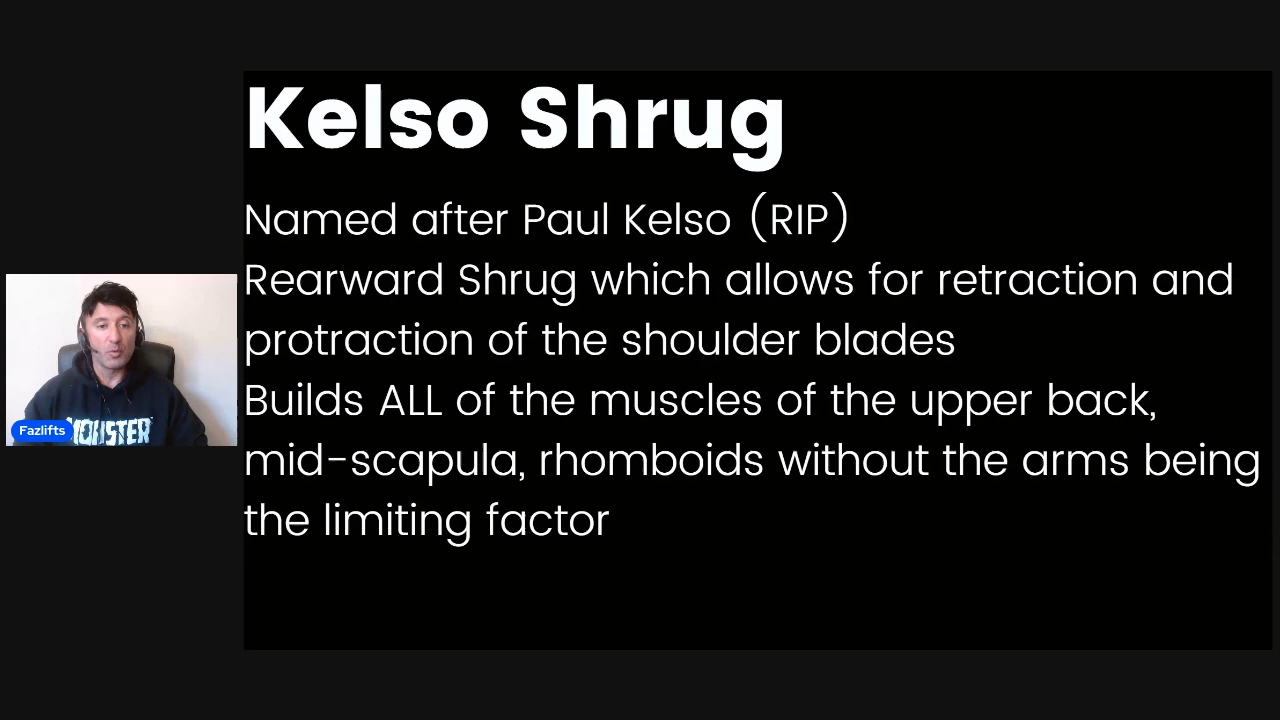 Kelso Shrug
Named after Paul Kelso (RIP)
Rearward Shrug which allows for retraction and
protraction of the shoulder blades
Builds ALL of the muscles of the upper back,
mid-scapula, rhomboids without the arms being
the limiting factor
MONSTER
Fazlifts